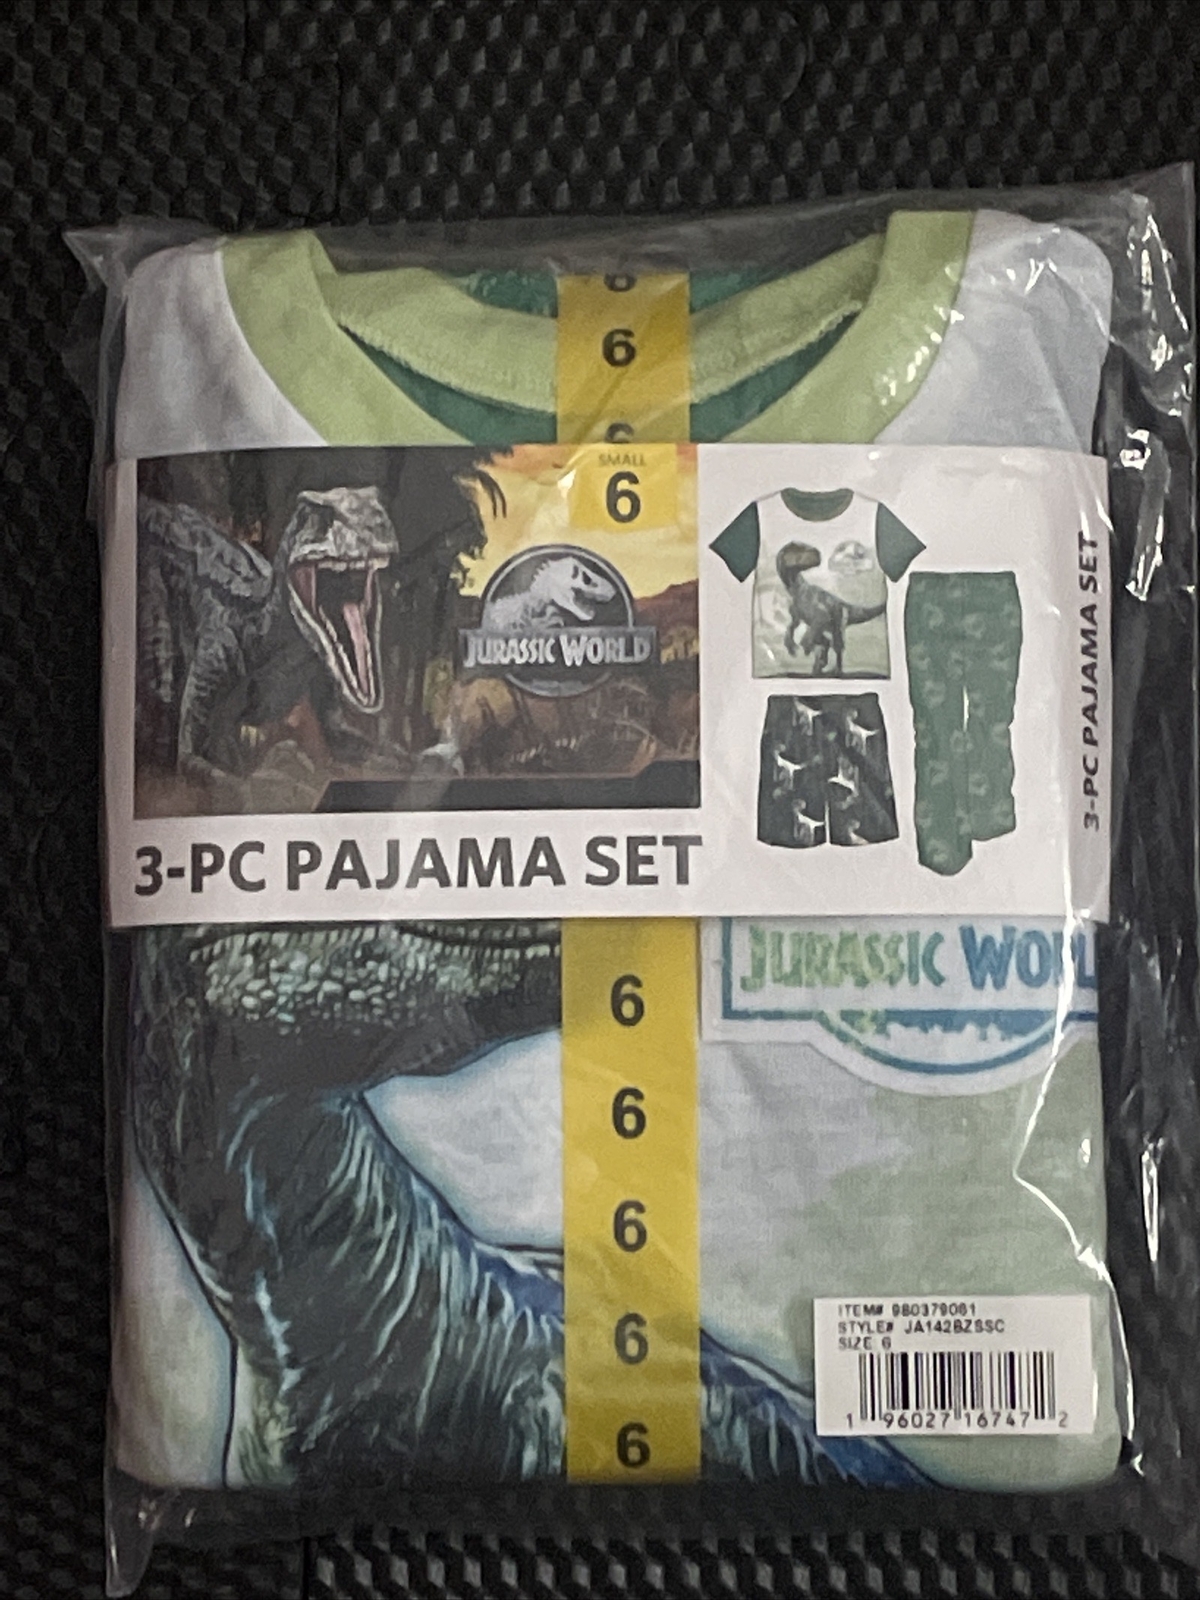 6
6
6
SMALL
6
JURASSIC WORLD
3-PC PAJAMA SET
3-PC PAJAMA SET
JURASSIC WORL
6
6
6
6
6
ITEM# 980379061
STYLE# JA142BZSSC
SIZE: 6
1 96027 16747 2